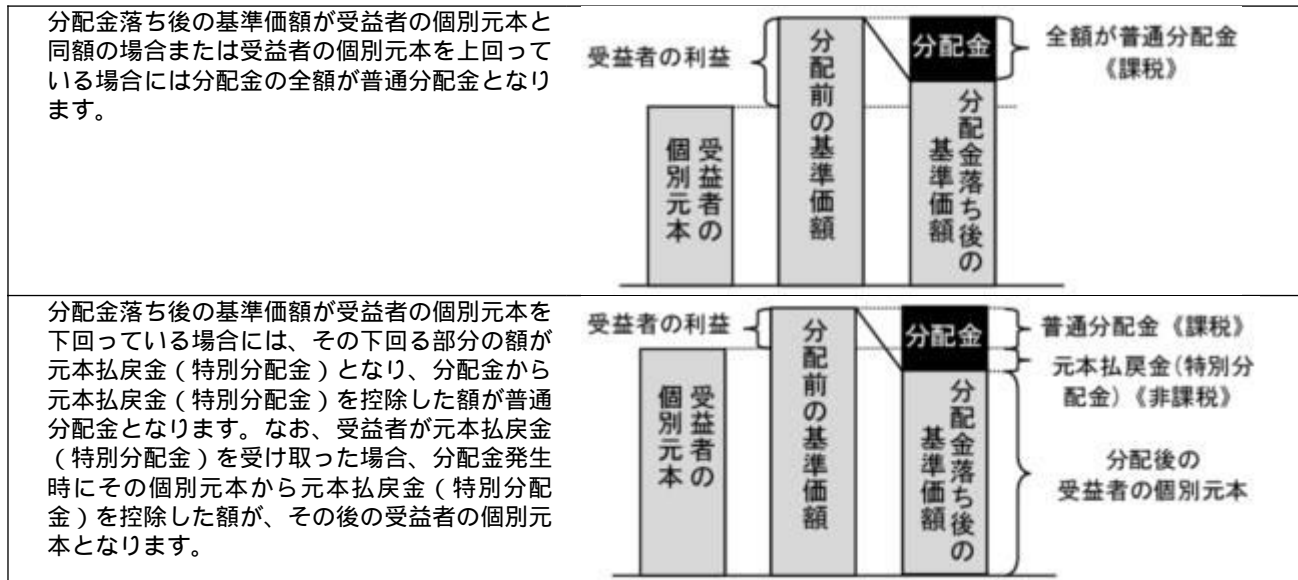 分配金落ち後の基準価額が受益者の個別元本と
同額の場合または受益者の個別元本を上回って
いる場合には分配金の全額が普通分配金となり
ます。
受益者の利益
分配前の基準価額
分配金
全額が普通分配金
《課税》
受益者の
個別元本
分配金落ち後の
基準価額
分配金落ち後の基準価額が受益者の個別元本を
下回っている場合には、その下回る部分の額が
元本払戻金(特別分配金)となり、分配金から
元本払戻金(特別分配金)を控除した額が普通
分配金となります。なお、受益者が元本払戻金
(特別分配金)を受け取った場合、分配金発生
時にその個別元本から元本払戻金(特別分配
金)を控除した額が、その後の受益者の個別元
本となります。
受益者の利益
分配前の基準価額
分配金
普通分配金《課税》
元本払戻金(特別分
配金)《非課税》
受益者の
個別元本
分配金落ち後の
基準価額
分配後の
受益者の個別元本